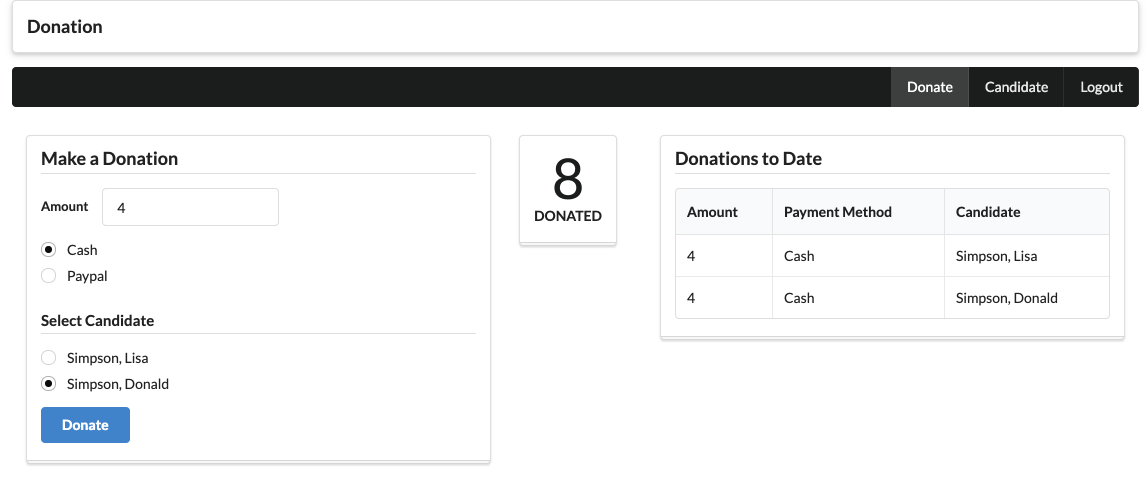 Donation
Donate Candidate Logout
Make a Donation
Amount 4
Cash
Paypal
Select Candidate
Simpson, Lisa
Simpson, Donald
Donate
8
DONATED
Donations to Date
Amount Payment Method Candidate
4 Cash Simpson, Lisa
4 Cash Simpson, Donald